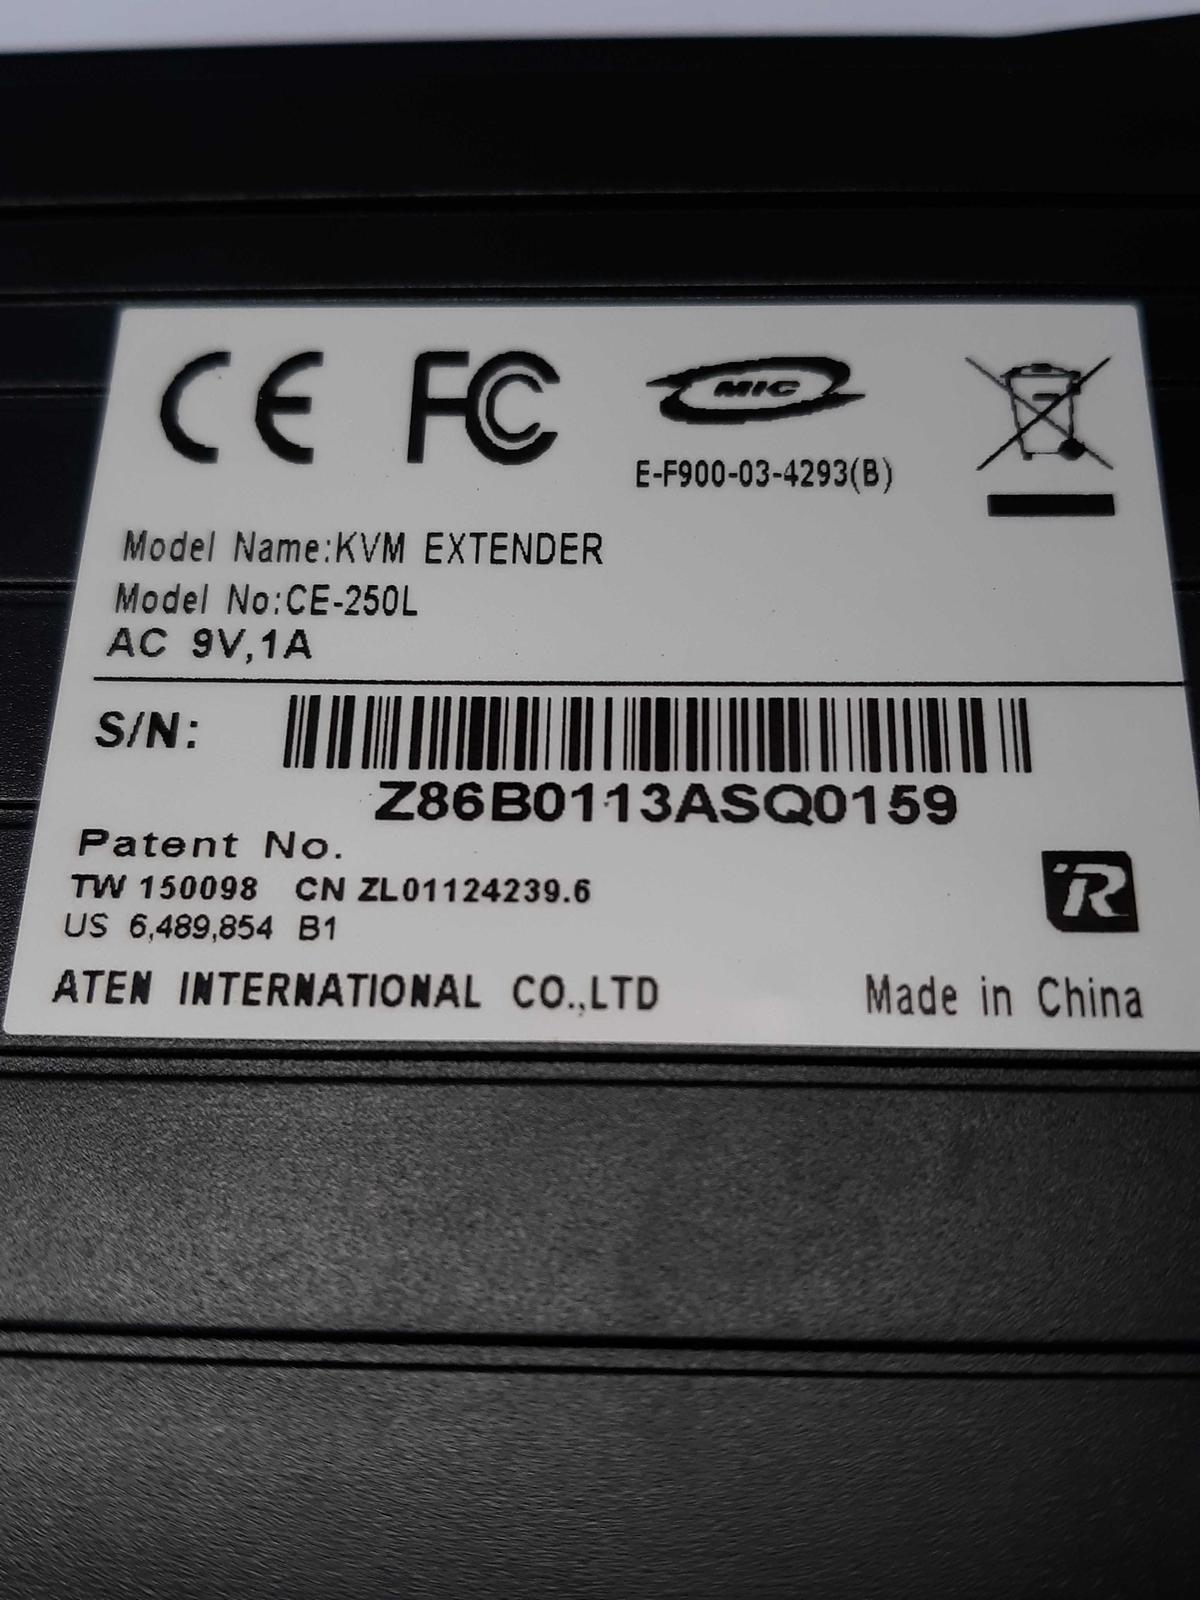 CE FC MIC
E-F900-03-4293(B)
Model Name:KVM EXTENDER
Model No:CE-250L
AC 9V,1A
S/N:
Z86B0113ASQ0159
Patent No.
TW 150098 CN ZL01124239.6
US 6,489,854 B1
R
ATEN INTERNATIONAL CO.,LTD Made in China